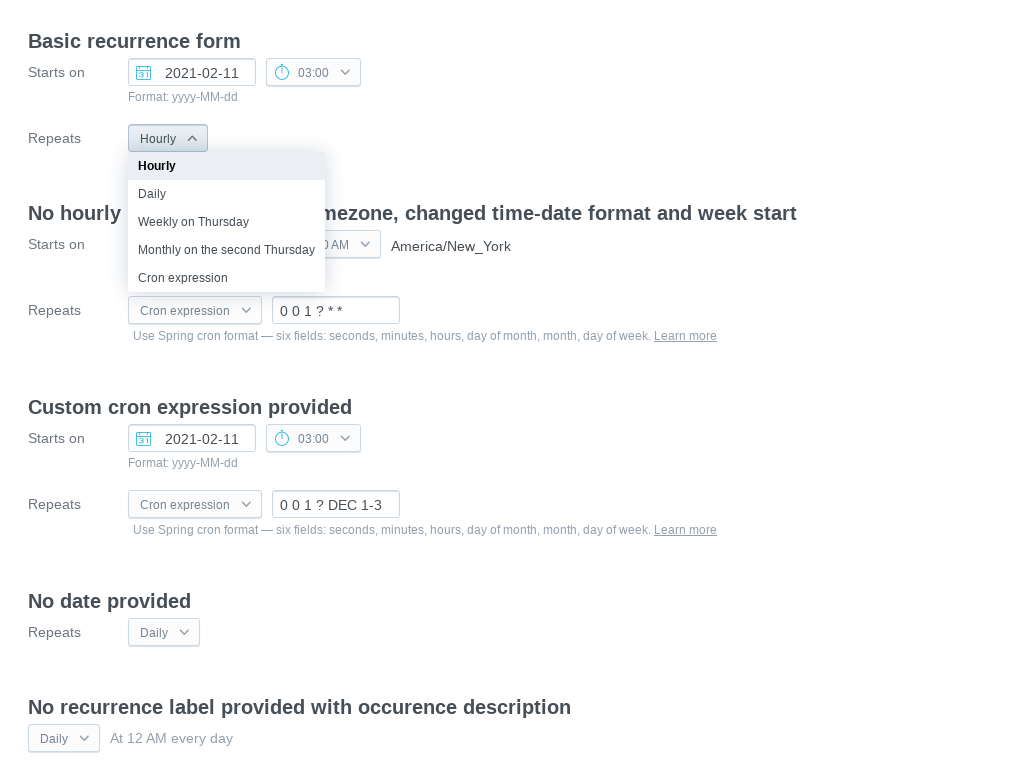 Basic recurrence form
Starts on 2021-02-11 03:00
Format: yyyy-MM-dd
Repeats Hourly
Hourly
Daily
Weekly on Thursday
Monthly on the second Thursday
Cron expression
No hourly mezone, changed time-date format and week start
Starts on 0 AM America/New_York
Repeats Cron expression 0 0 1 ? * *
Use Spring cron format — six fields: seconds, minutes, hours, day of month, month, day of week. Learn more
Custom cron expression provided
Starts on 2021-02-11 03:00
Format: yyyy-MM-dd
Repeats Cron expression 0 0 1 ? DEC 1-3
Use Spring cron format — six fields: seconds, minutes, hours, day of month, month, day of week. Learn more
No date provided
Repeats Daily
No recurrence label provided with occurence description
Daily At 12 AM every day